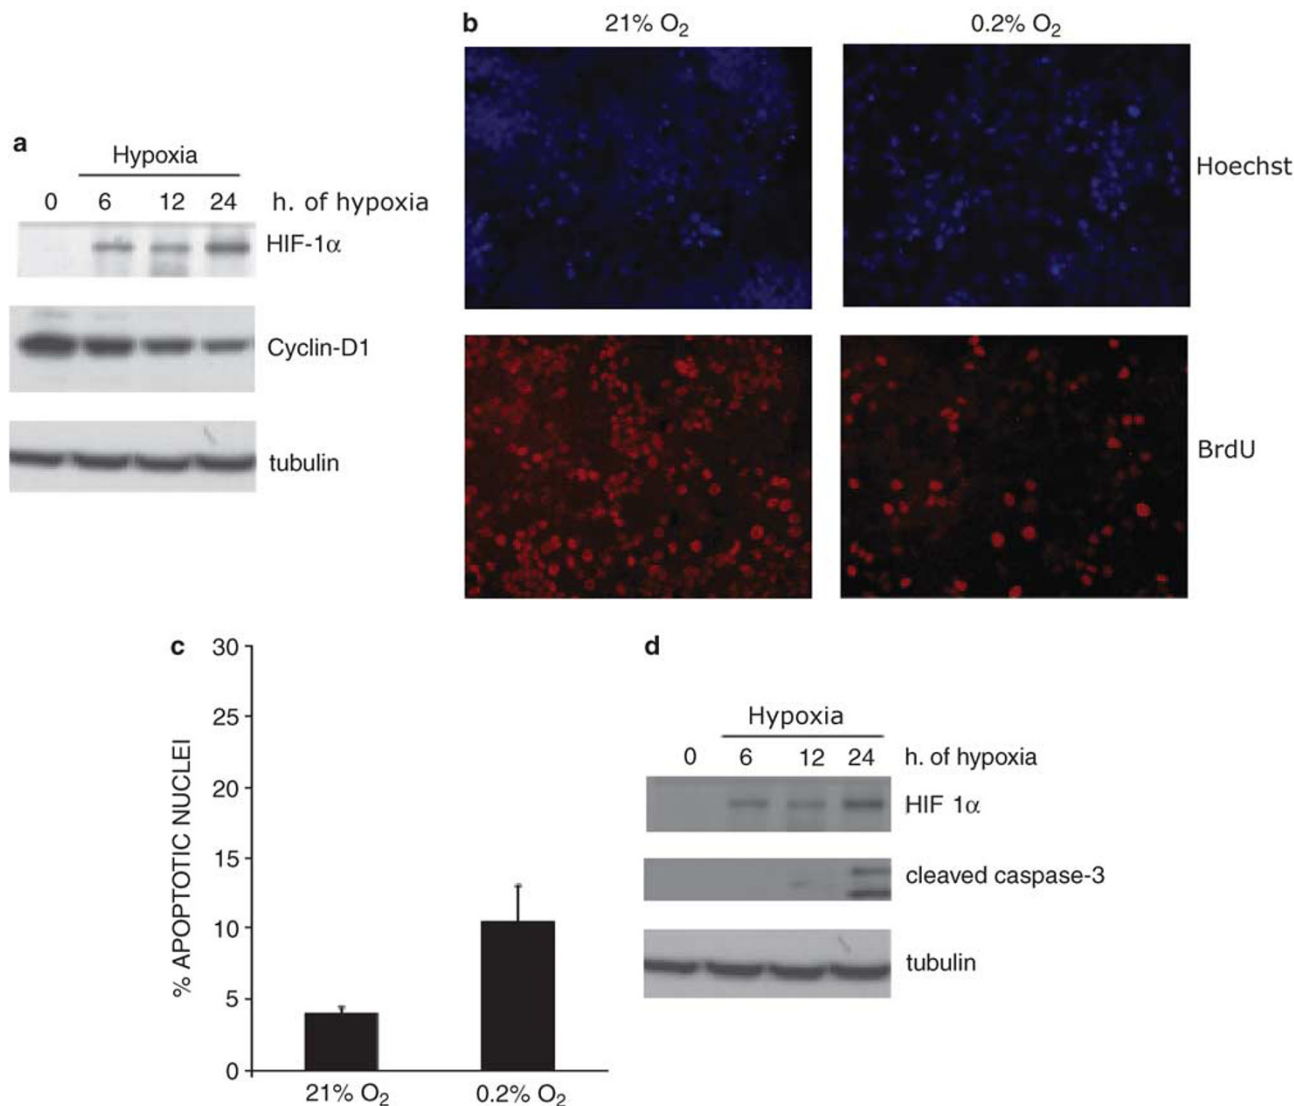 a
Hypoxia
0 6 12 24 h. of hypoxia
HIF-1α
Cyclin-D1
tubulin
b
21% O₂ 0.2% O₂
Hoechst
BrdU
c
% APOPTOTIC NUCLEI
30
25
20
15
10
5
0
21% O₂ 0.2% O₂
d
Hypoxia
0 6 12 24 h. of hypoxia
HIF 1α
cleaved caspase-3
tubulin